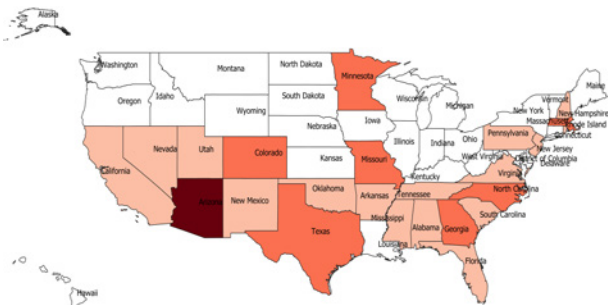 Alaska
Washington
Montana
North Dakota
Minnesota
Maine
Oregon
Idaho
South Dakota
Wisconsin
Michigan
Vermont
New Hampshire
New York
Massachusetts
Rhode Island
Connecticut
Wyoming
Nebraska
Iowa
Pennsylvania
New Jersey
Nevada
Utah
Colorado
Kansas
Missouri
Illinois
Indiana
Ohio
West Virginia
District of Columbia
Delaware
California
Kentucky
Virginia
Arizona
New Mexico
Oklahoma
Arkansas
Tennessee
North Carolina
Texas
Mississippi
Alabama
Georgia
South Carolina
Louisiana
Florida
Hawaii